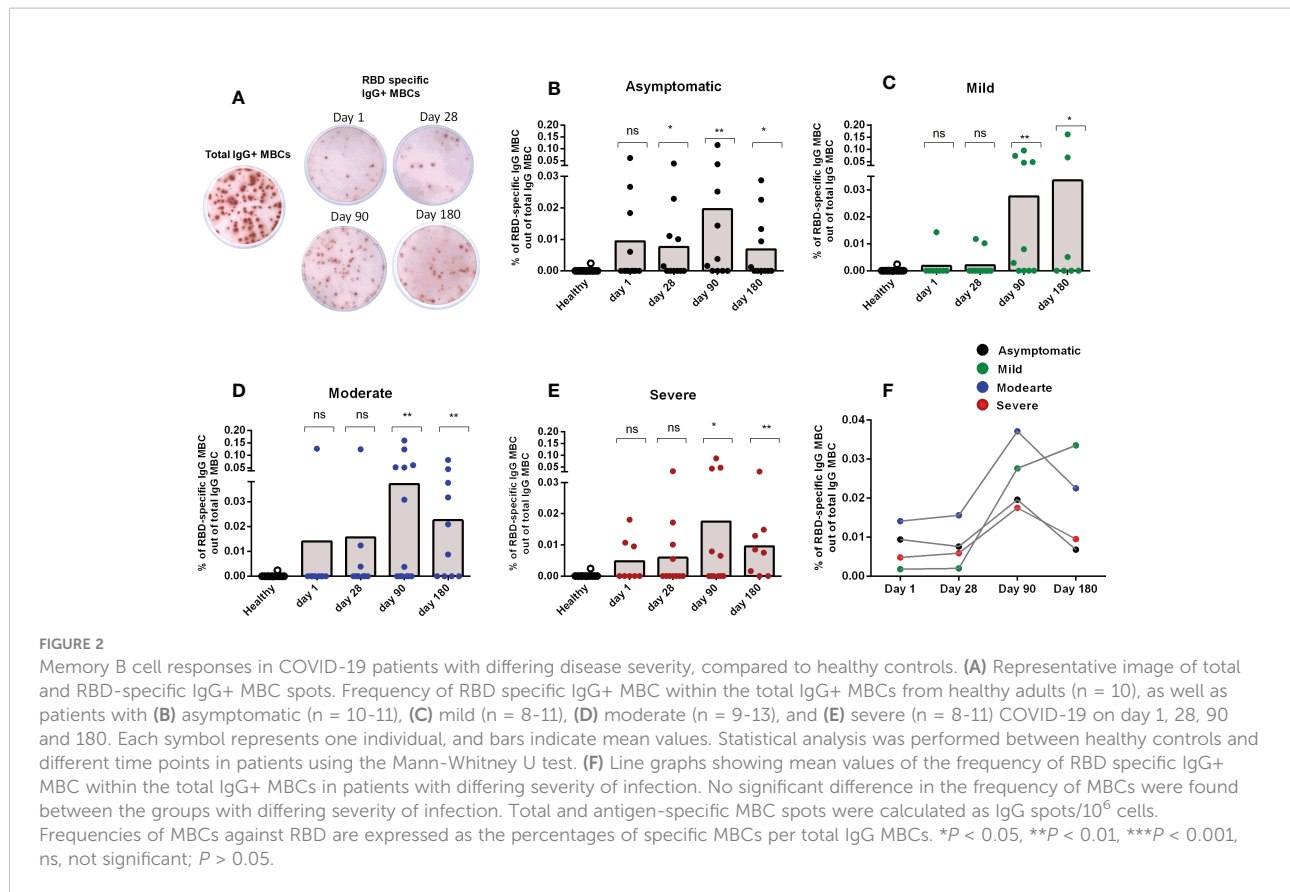 A
RBD specific
IgG+ MBCs
Day 1
Day 28
Total IgG+ MBCs
Day 90
Day 180
B
Asymptomatic
% of RBD-specific IgG MBC
out of total IgG MBC
0.20
0.15
0.10
0.05
0.03
0.02
0.01
0.00
ns
*
**
*
Healthy
day 1
day 28
day 90
day 180
C
Mild
% of RBD-specific IgG MBC
out of total IgG MBC
0.20
0.15
0.10
0.05
0.03
0.02
0.01
0.00
ns
ns
**
*
Healthy
day 1
day 28
day 90
day 180
D
Moderate
% of RBD-specific IgG MBC
out of total IgG MBC
0.20
0.15
0.10
0.05
0.03
0.02
0.01
0.00
ns
ns
**
**
Healthy
day 1
day 28
day 90
day 180
E
Severe
% of RBD-specific IgG MBC
out of total IgG MBC
0.20
0.15
0.10
0.05
0.03
0.02
0.01
0.00
ns
ns
*
**
Healthy
day 1
day 28
day 90
day 180
F
Asymptomatic
Mild
Modearte
Severe
% of RBD-specific IgG MBC
out of total IgG MBC
0.04
0.03
0.02
0.01
0.00
Day 1
Day 28
Day 90
Day 180
FIGURE 2
Memory B cell responses in COVID-19 patients with differing disease severity, compared to healthy controls. (A) Representative image of total
and RBD-specific IgG+ MBC spots. Frequency of RBD specific IgG+ MBC within the total IgG+ MBCs from healthy adults (n = 10), as well as
patients with (B) asymptomatic (n = 10-11), (C) mild (n = 8-11), (D) moderate (n = 9-13), and (E) severe (n = 8-11) COVID-19 on day 1, 28, 90
and 180. Each symbol represents one individual, and bars indicate mean values. Statistical analysis was performed between healthy controls and
different time points in patients using the Mann-Whitney U test. (F) Line graphs showing mean values of the frequency of RBD specific IgG+
MBC within the total IgG+ MBCs in patients with differing severity of infection. No significant difference in the frequency of MBCs were found
between the groups with differing severity of infection. Total and antigen-specific MBC spots were calculated as IgG spots/10⁶ cells.
Frequencies of MBCs against RBD are expressed as the percentages of specific MBCs per total IgG MBCs. *P < 0.05, **P < 0.01, ***P < 0.001,
ns, not significant; P > 0.05.